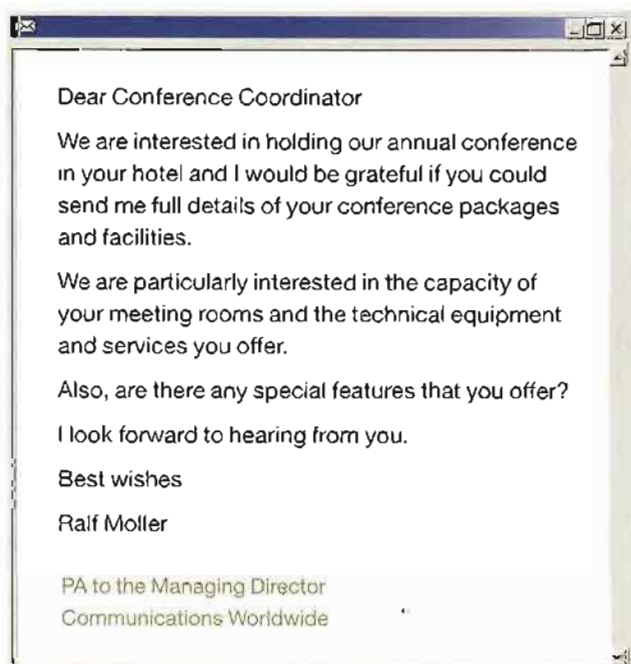 Dear Conference Coordinator
We are interested in holding our annual conference
in your hotel and I would be grateful if you could
send me full details of your conference packages
and facilities.
We are particularly interested in the capacity of
your meeting rooms and the technical equipment
and services you offer.
Also, are there any special features that you offer?
I look forward to hearing from you.
Best wishes
Ralf Moller
PA to the Managing Director
Communications Worldwide